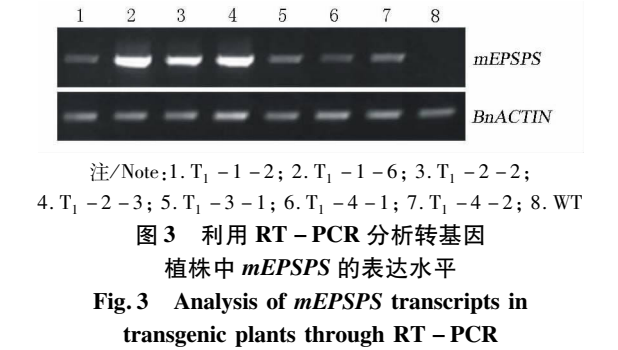 1 2 3 4 5 6 7 8
mEPSPS
BnACTIN
注/Note:1. T₁ −1 −2; 2. T₁ −1 −6; 3. T₁ −2 −2;
4. T₁ −2 −3; 5. T₁ −3 −1; 6. T₁ −4 −1; 7. T₁ −4 −2; 8. WT
图 3 利用 RT − PCR 分析转基因
植株中 mEPSPS 的表达水平
Fig. 3 Analysis of mEPSPS transcripts in
transgenic plants through RT − PCR